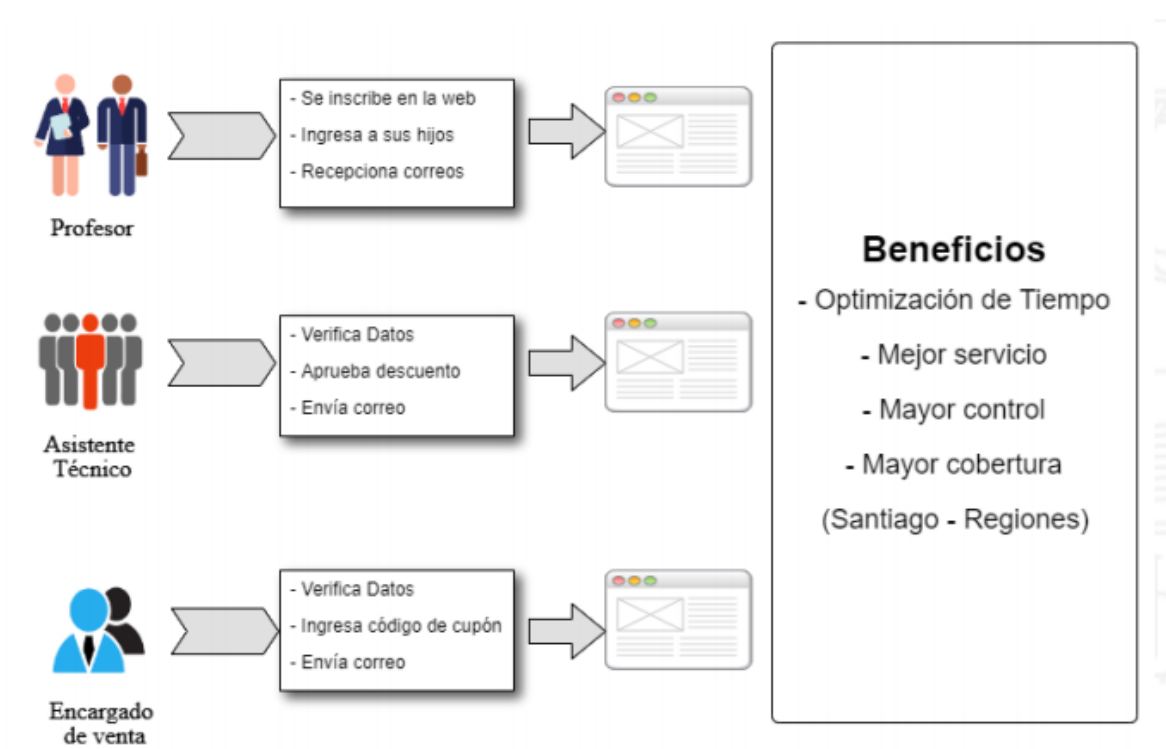 - Se inscribe en la web
- Ingresa a sus hijos
- Recepciona correos
Profesor
- Verifica Datos
- Aprueba descuento
- Envía correo
Asistente
Técnico
- Verifica Datos
- Ingresa código de cupón
- Envía correo
Encargado
de venta
Beneficios
- Optimización de Tiempo
- Mejor servicio
- Mayor control
- Mayor cobertura
(Santiago - Regiones)